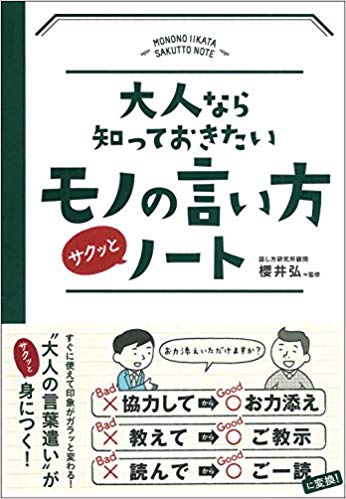 MONONO IIKATA
SAKUTTO NOTE
大人なら
知っておきたい
モノの言い方
サクッと
ノート
話し方研究所顧問
櫻井弘=監修
すぐに使えて印象がガラッと変わる!
サクッと
“大人の言葉遣い”が
身につく!
お力添えいただけますか?
Bad ×協力して から Good ○お力添え
Bad ×教えて から Good ○ご教示
Bad ×読んで から Good ○ご一読
に変換!